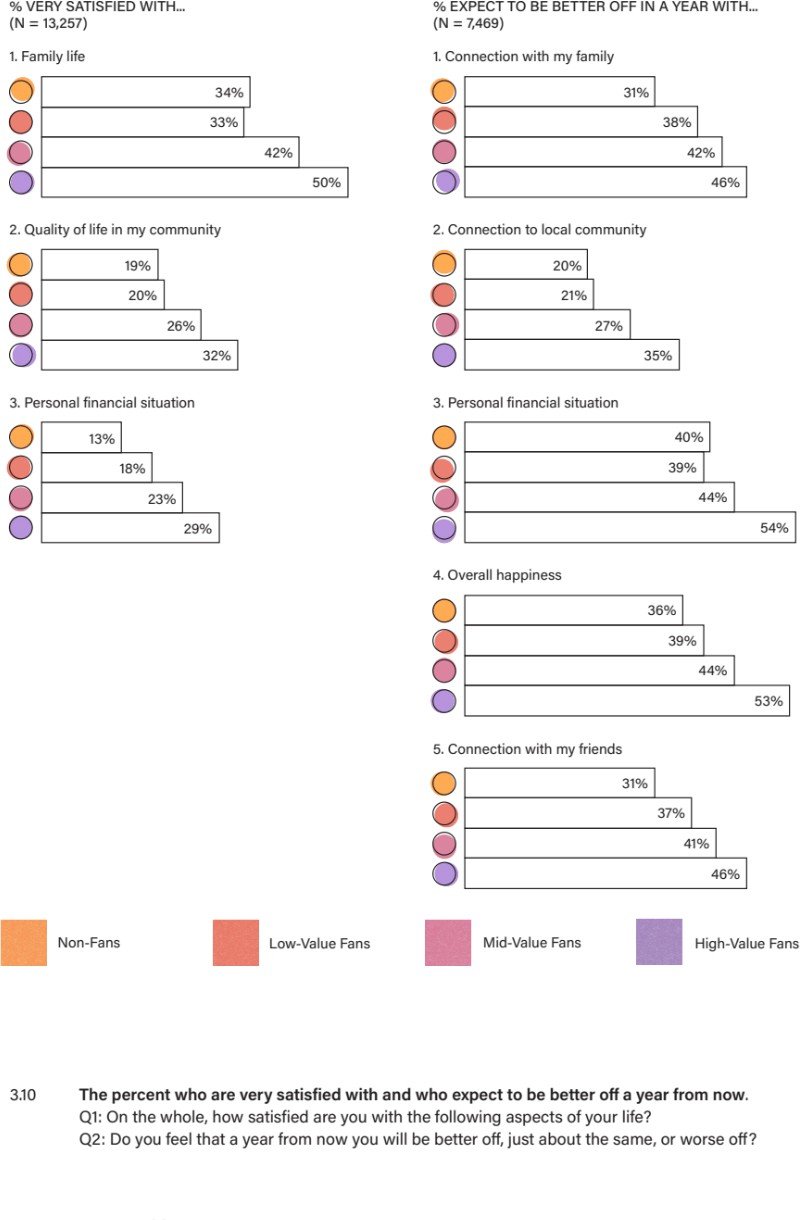 % VERY SATISFIED WITH...
(N = 13,257)
1. Family life
34%
33%
42%
50%
2. Quality of life in my community
19%
20%
26%
32%
3. Personal financial situation
13%
18%
23%
29%
% EXPECT TO BE BETTER OFF IN A YEAR WITH...
(N = 7,469)
1. Connection with my family
31%
38%
42%
46%
2. Connection to local community
20%
21%
27%
35%
3. Personal financial situation
40%
39%
44%
54%
4. Overall happiness
36%
39%
44%
53%
5. Connection with my friends
31%
37%
41%
46%
Non-Fans
Low-Value Fans
Mid-Value Fans
High-Value Fans
3.10 The percent who are very satisfied with and who expect to be better off a year from now.
Q1: On the whole, how satisfied are you with the following aspects of your life?
Q2: Do you feel that a year from now you will be better off, just about the same, or worse off?